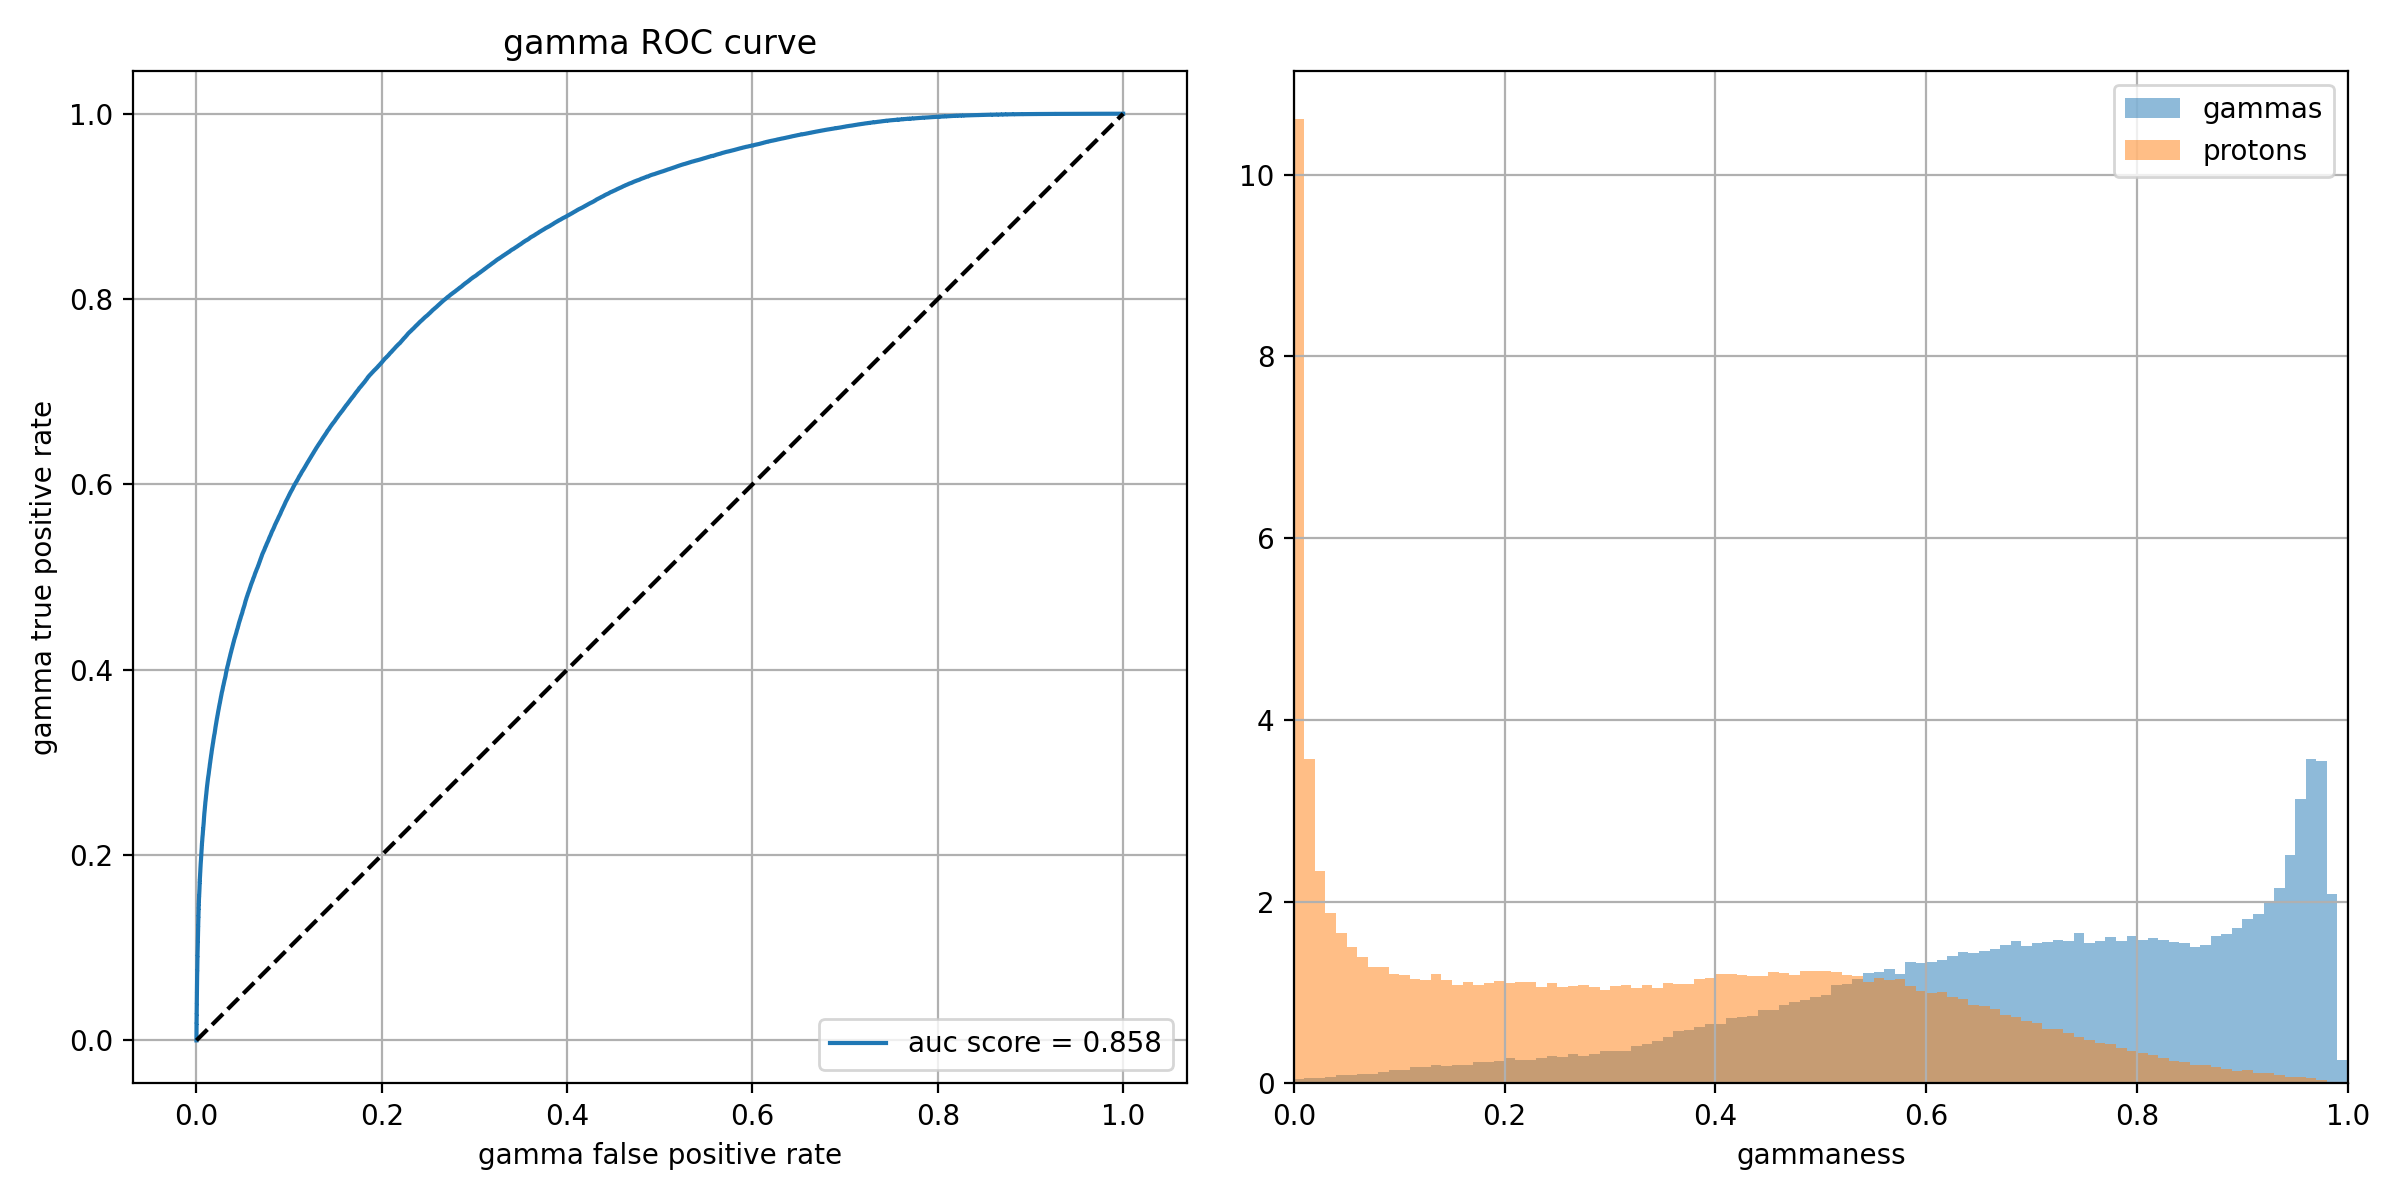 gamma ROC curve
gamma true positive rate
1.0
0.8
0.6
0.4
0.2
0.0
0.0 0.2 0.4 0.6 0.8 1.0
gamma false positive rate
auc score = 0.858
gammas
protons
10
8
6
4
2
0
0.0 0.2 0.4 0.6 0.8 1.0
gammaness